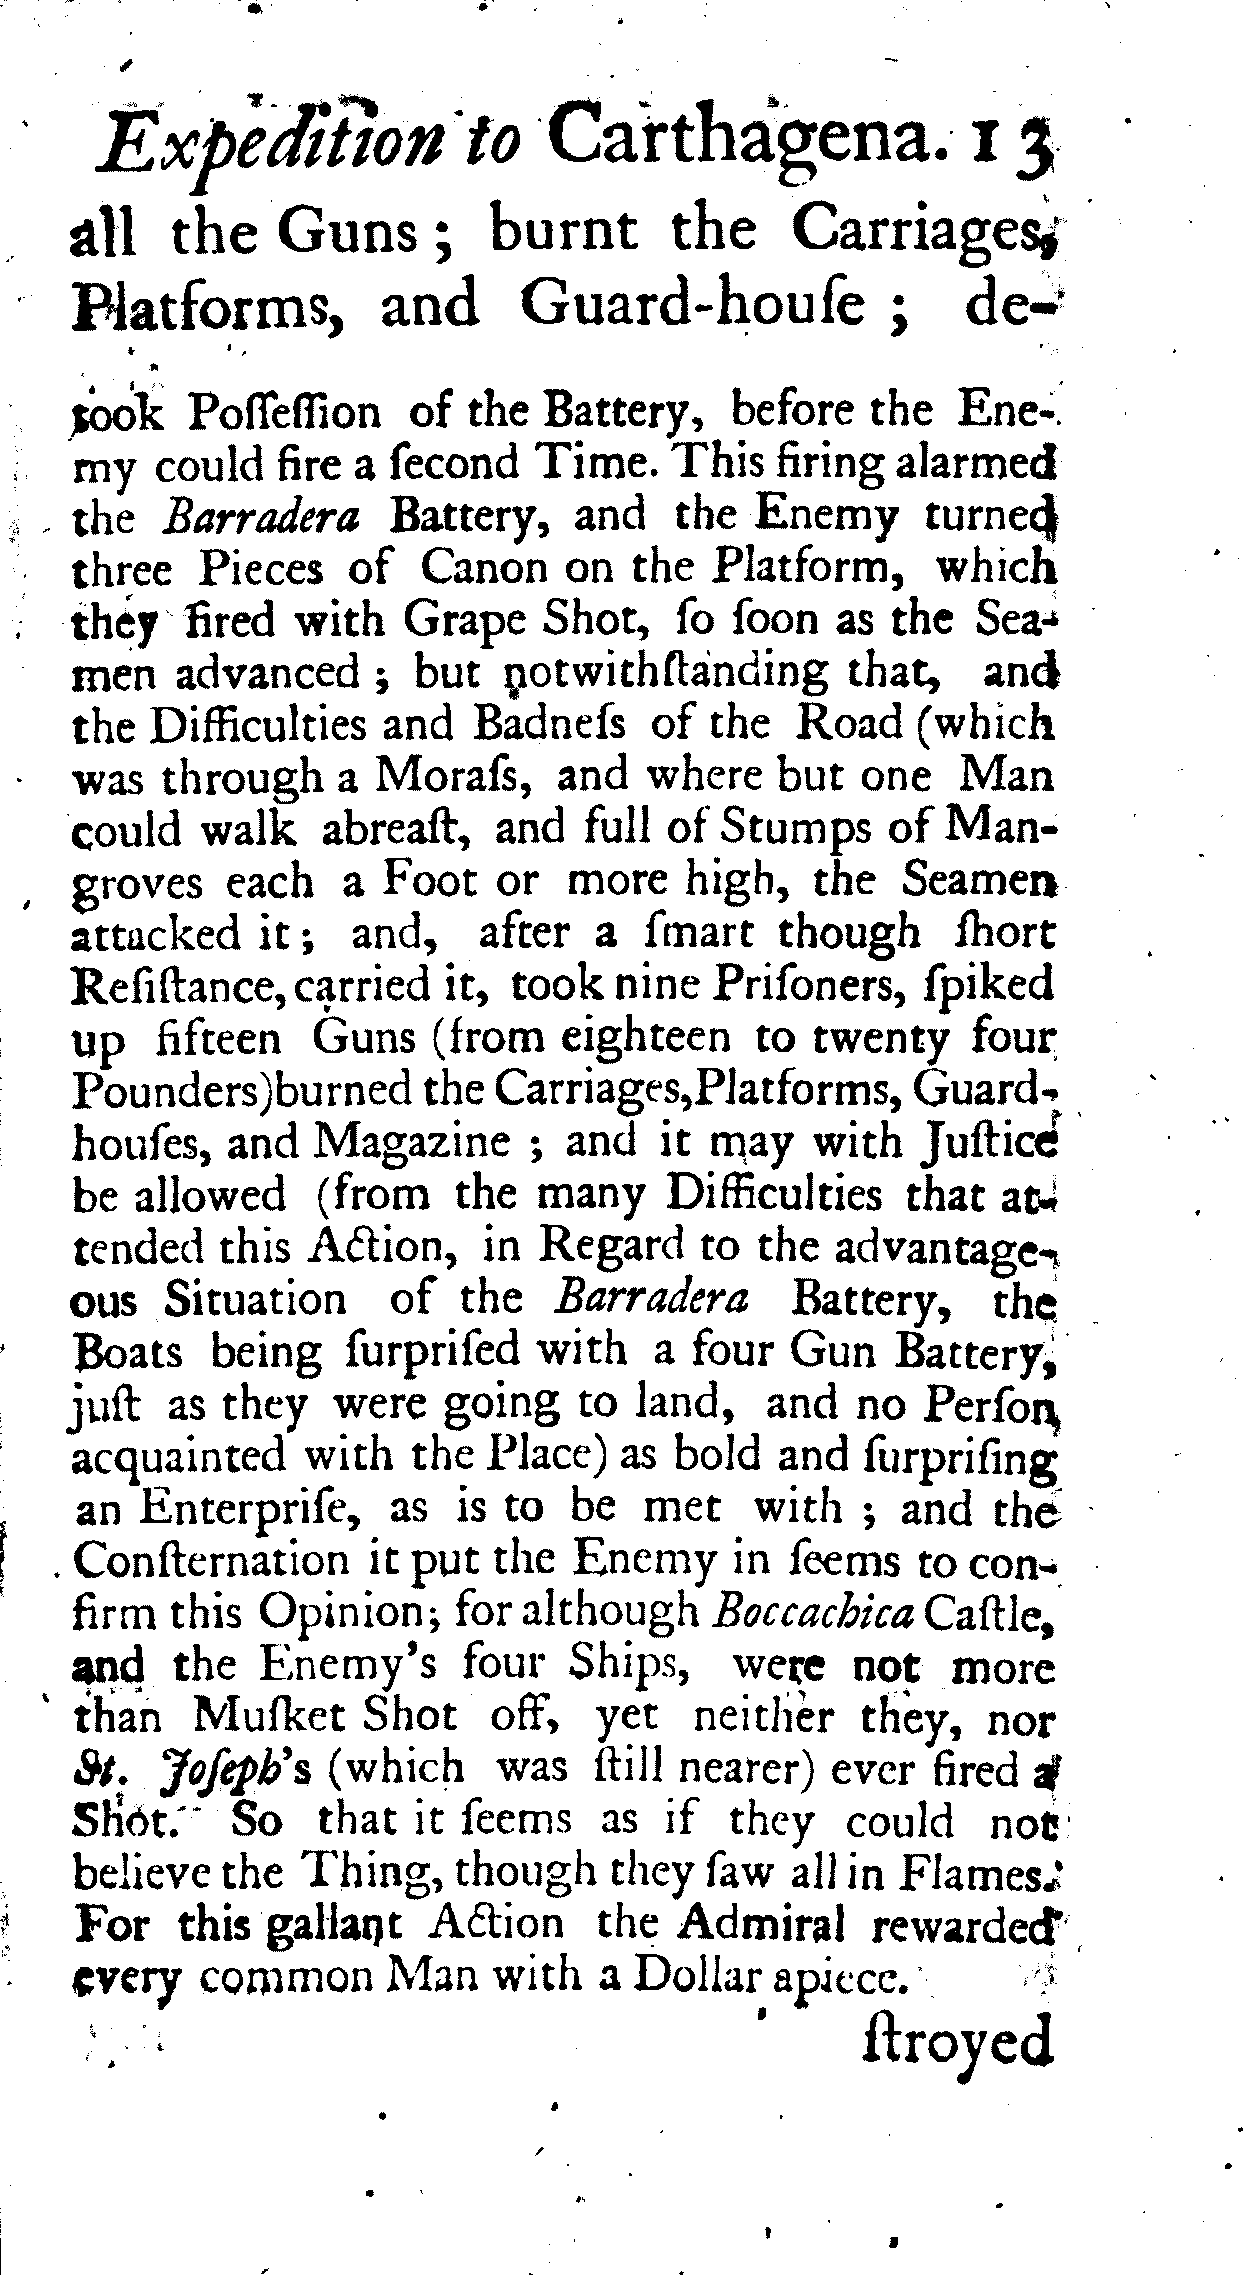 Expedition to Carthagena. 13
all the Guns; burnt the Carriages,
Platforms, and Guard-houſe; de-
took Poſſeſſion of the Battery, before the Ene-
my could fire a ſecond Time. This firing alarmed
the Barradera Battery, and the Enemy turned
three Pieces of Canon on the Platform, which
they fired with Grape Shot, ſo ſoon as the Sea-
men advanced; but notwithſtanding that, and
the Difficulties and Badneſs of the Road (which
was through a Moraſs, and where but one Man
could walk abreaſt, and full of Stumps of Man-
groves each a Foot or more high, the Seamen
attacked it; and, after a ſmart though ſhort
Reſiſtance, carried it, took nine Priſoners, ſpiked
up fifteen Guns (from eighteen to twenty four
Pounders) burned the Carriages, Platforms, Guard-
houſes, and Magazine; and it may with Juſtice
be allowed (from the many Difficulties that at-
tended this Action, in Regard to the advantage-
ous Situation of the Barradera Battery, the
Boats being ſurpriſed with a four Gun Battery,
juſt as they were going to land, and no Perſon
acquainted with the Place) as bold and ſurpriſing
an Enterpriſe, as is to be met with; and the
Conſternation it put the Enemy in ſeems to con-
firm this Opinion; for although Boccachica Caſtle,
and the Enemy's four Ships, were not more
than Muſket Shot off, yet neither they, nor
St. Joſeph's (which was ſtill nearer) ever fired a
Shot. So that it ſeems as if they could not
believe the Thing, though they ſaw all in Flames.
For this gallant Action the Admiral rewarded
every common Man with a Dollar apiece.
ſtroyed